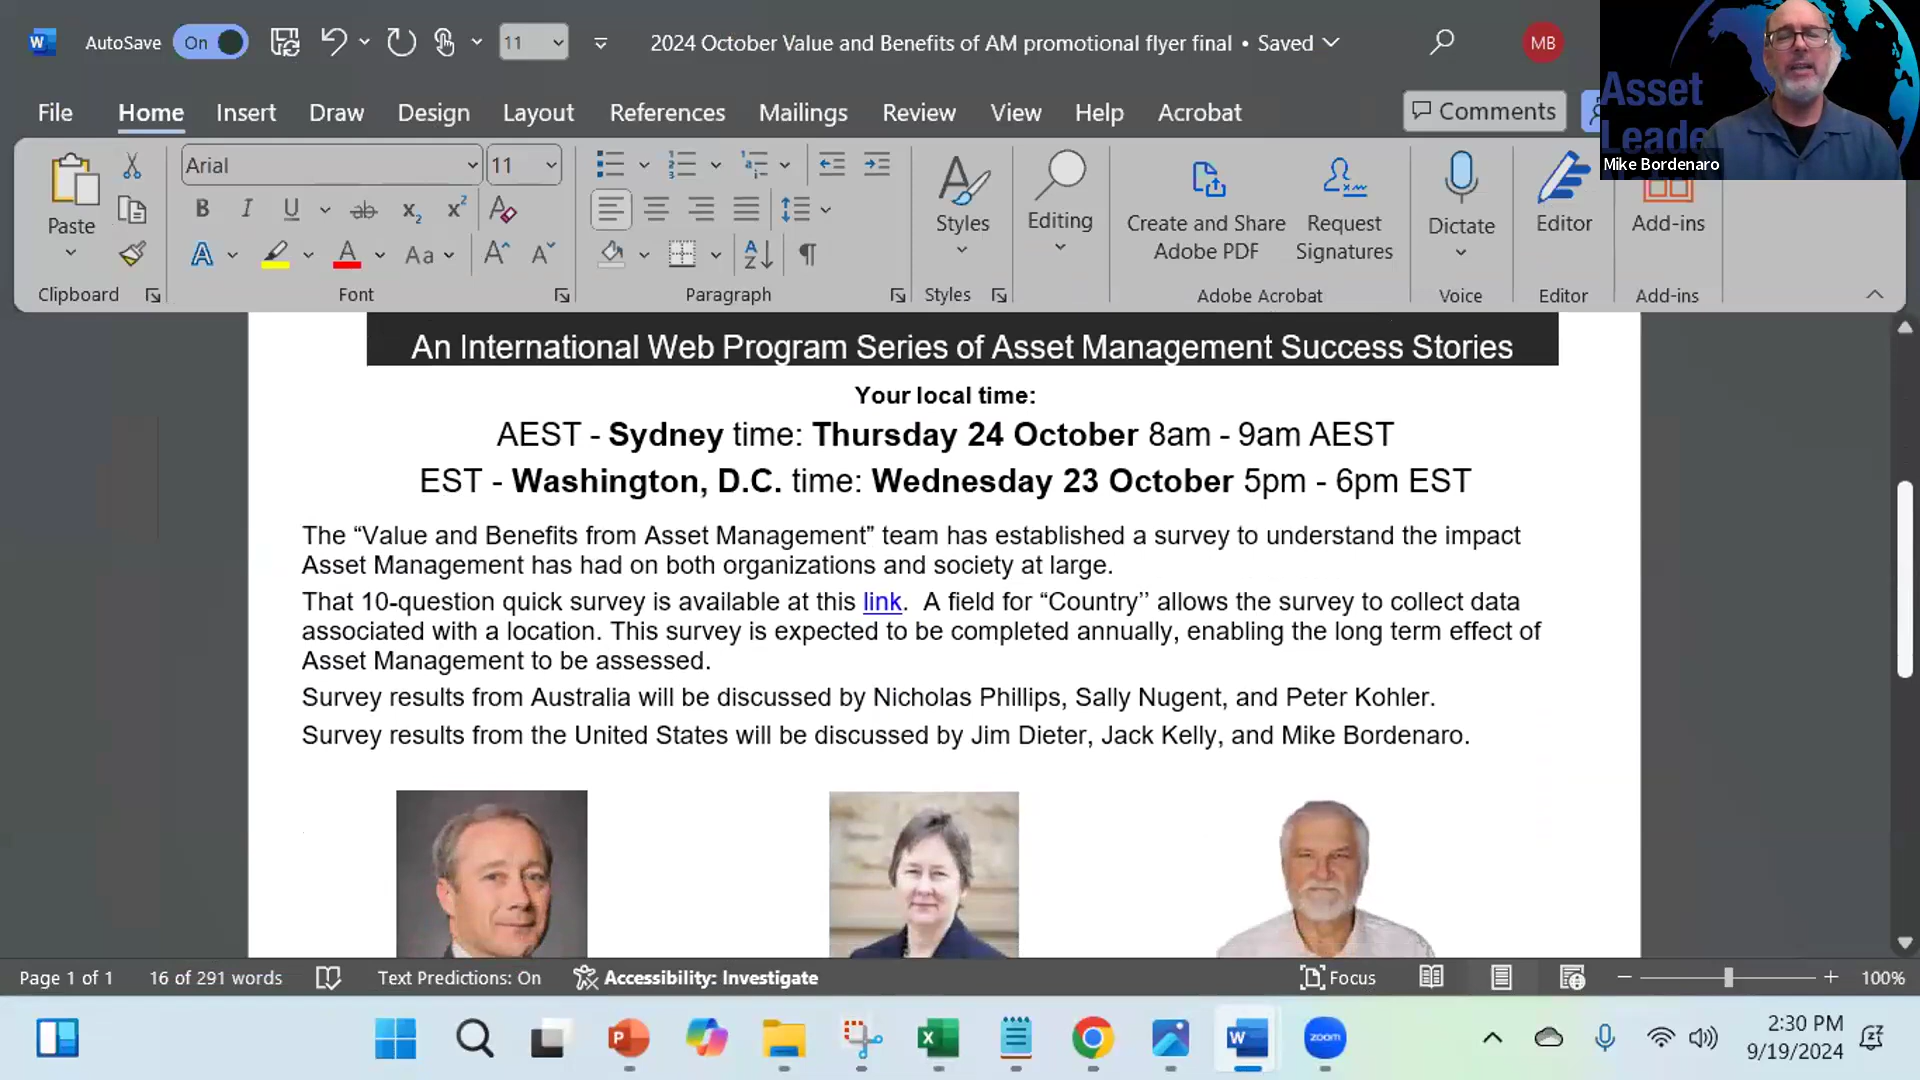 AutoSave On 11 2024 October Value and Benefits of AM promotional flyer final • Saved MB
File Home Insert Draw Design Layout References Mailings Review View Help Acrobat Comments
Asset
Leade
Mike Bordenaro
Paste
Clipboard
Arial 11
B I U ab x₂ x²
A A Aa A A
Font
Paragraph
Styles
Styles
Editing
Create and Share
Adobe PDF
Request
Signatures
Adobe Acrobat
Dictate
Voice
Editor
Editor
Add-ins
Add-ins
An International Web Program Series of Asset Management Success Stories
Your local time:
AEST - Sydney time: Thursday 24 October 8am - 9am AEST
EST - Washington, D.C. time: Wednesday 23 October 5pm - 6pm EST
The “Value and Benefits from Asset Management” team has established a survey to understand the impact
Asset Management has had on both organizations and society at large.
That 10-question quick survey is available at this link. A field for “Country’’ allows the survey to collect data
associated with a location. This survey is expected to be completed annually, enabling the long term effect of
Asset Management to be assessed.
Survey results from Australia will be discussed by Nicholas Phillips, Sally Nugent, and Peter Kohler.
Survey results from the United States will be discussed by Jim Dieter, Jack Kelly, and Mike Bordenaro.
Page 1 of 1 16 of 291 words Text Predictions: On Accessibility: Investigate Focus 100%
zoom
2:30 PM
9/19/2024